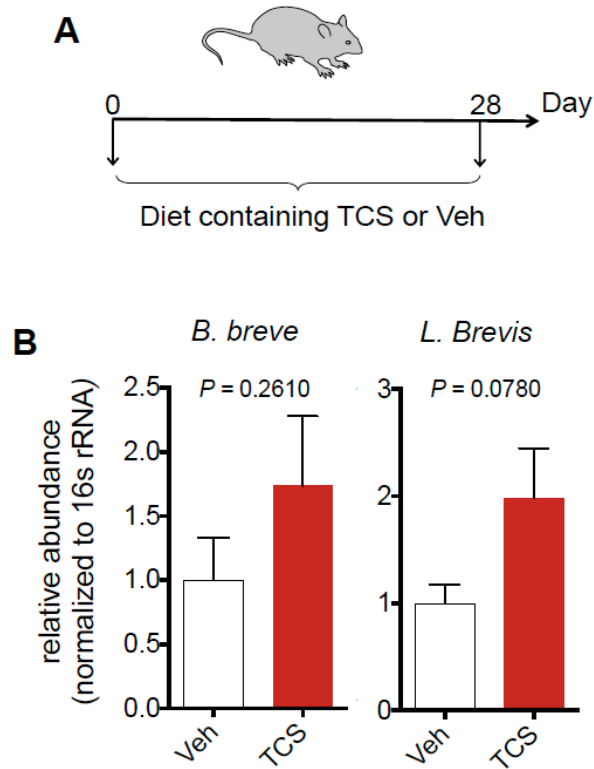 A
0 28 Day
Diet containing TCS or Veh
B
B. breve
L. Brevis
relative abundance
(normalized to 16s rRNA)
P = 0.2610
2.5
2.0
1.5
1.0
0.5
0.0
Veh TCS
P = 0.0780
3
2
1
0
Veh TCS